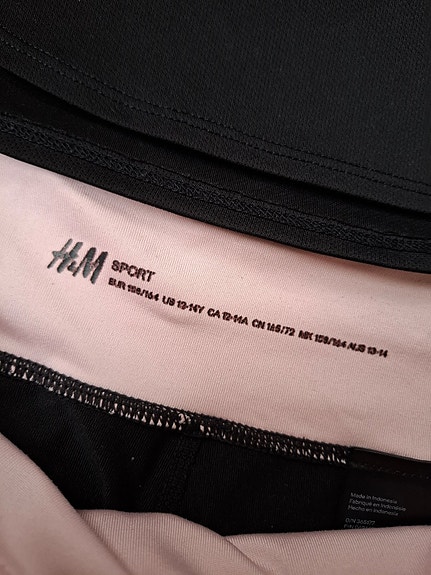 H&M SPORT
EUR 158/164 US 12-14Y CA 12-14A CN 165/72 MX 158/164 AUS 13-14
Made in Indonesia
Fabriqué en Indonésie
Hecho en Indonesia